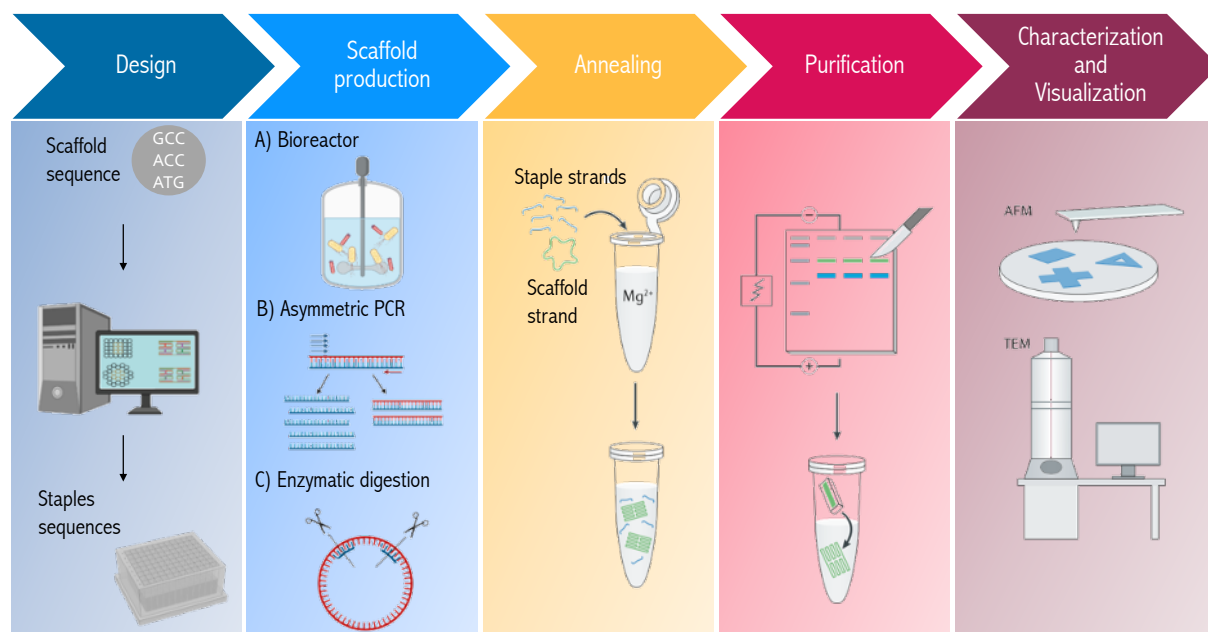 Design
Scaffold
production
Annealing
Purification
Characterization
and
Visualization
Scaffold
sequence
GCC
ACC
ATG
Staples
sequences
A) Bioreactor
B) Asymmetric PCR
C) Enzymatic digestion
Staple strands
Scaffold
strand
Mg²⁺
−
+
AFM
TEM